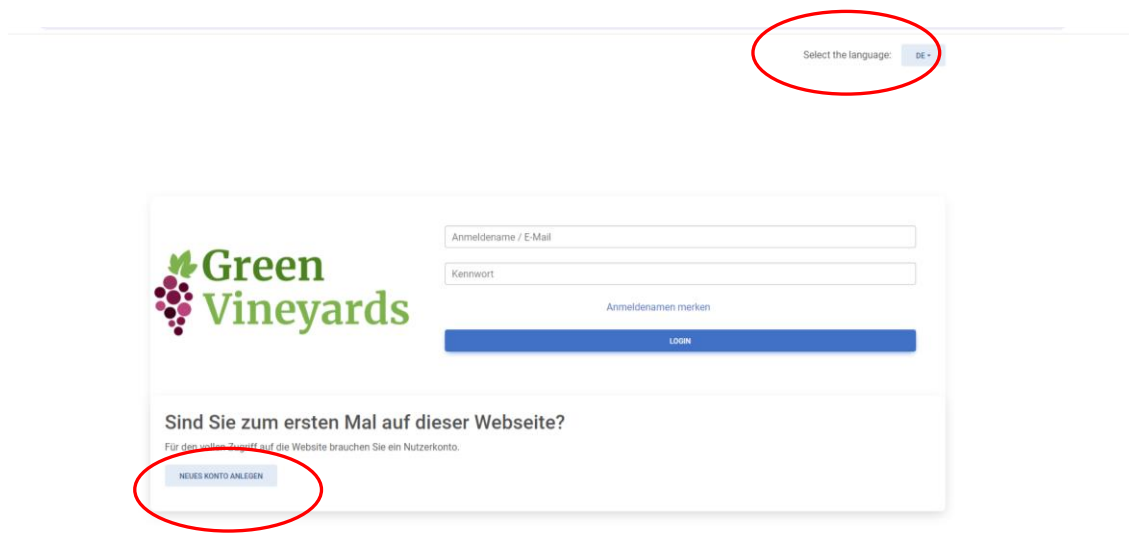 Select the language: DE
Anmeldename / E-Mail
Green
Vineyards
Kennwort
Anmeldenamen merken
LOGIN
Sind Sie zum ersten Mal auf dieser Webseite?
Für den vollen Zugriff auf die Website brauchen Sie ein Nutzerkonto.
NEUES KONTO ANLEGEN